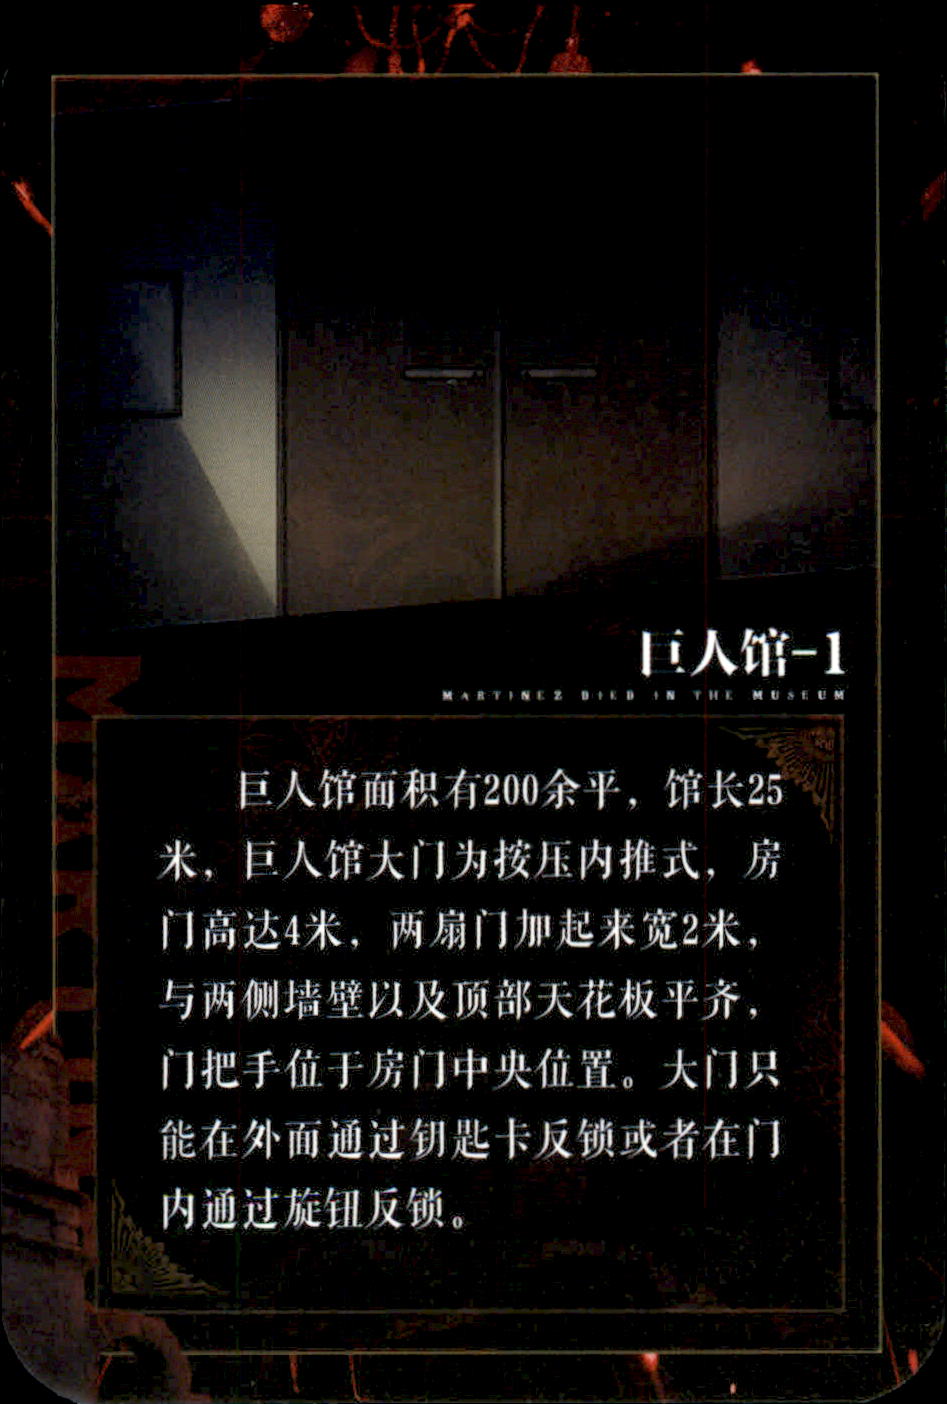 巨人馆-1
MARTINEZ DIED IN THE MUSEUM
巨人馆面积有200余平，馆长25
米，巨人馆大门为按压内推式，房
门高达4米，两扇门加起来宽2米，
与两侧墙壁以及顶部天花板平齐，
门把手位于房门中央位置。大门只
能在外面通过钥匙卡反锁或者在门
内通过旋钮反锁。